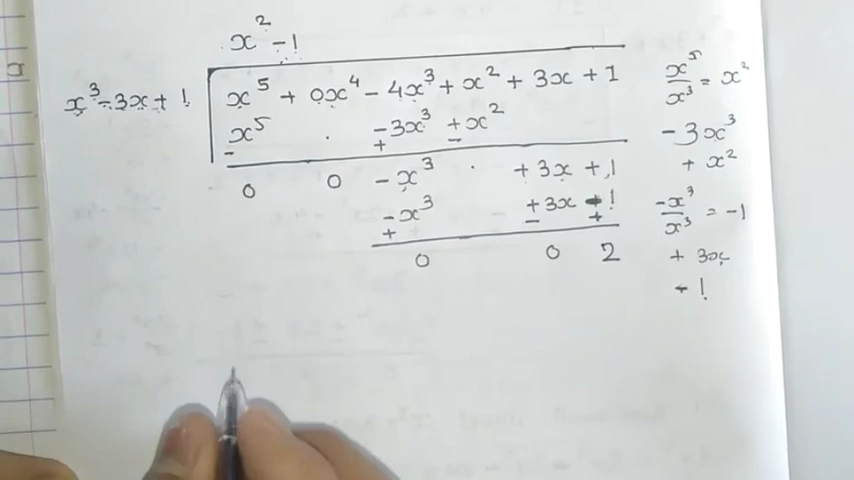 x² - 1
x³ - 3x + 1 | x⁵ + 0x⁴ - 4x³ + x² + 3x + 1
x⁵ - 3x³ + x²
- + -
0 0 - x³ + 3x + 1
- x³ + 3x - 1
+ - +
0 0 2
x⁵/x³ = x²
- 3x³
+ x²
-x³/x³ = -1
+ 3x
- 1